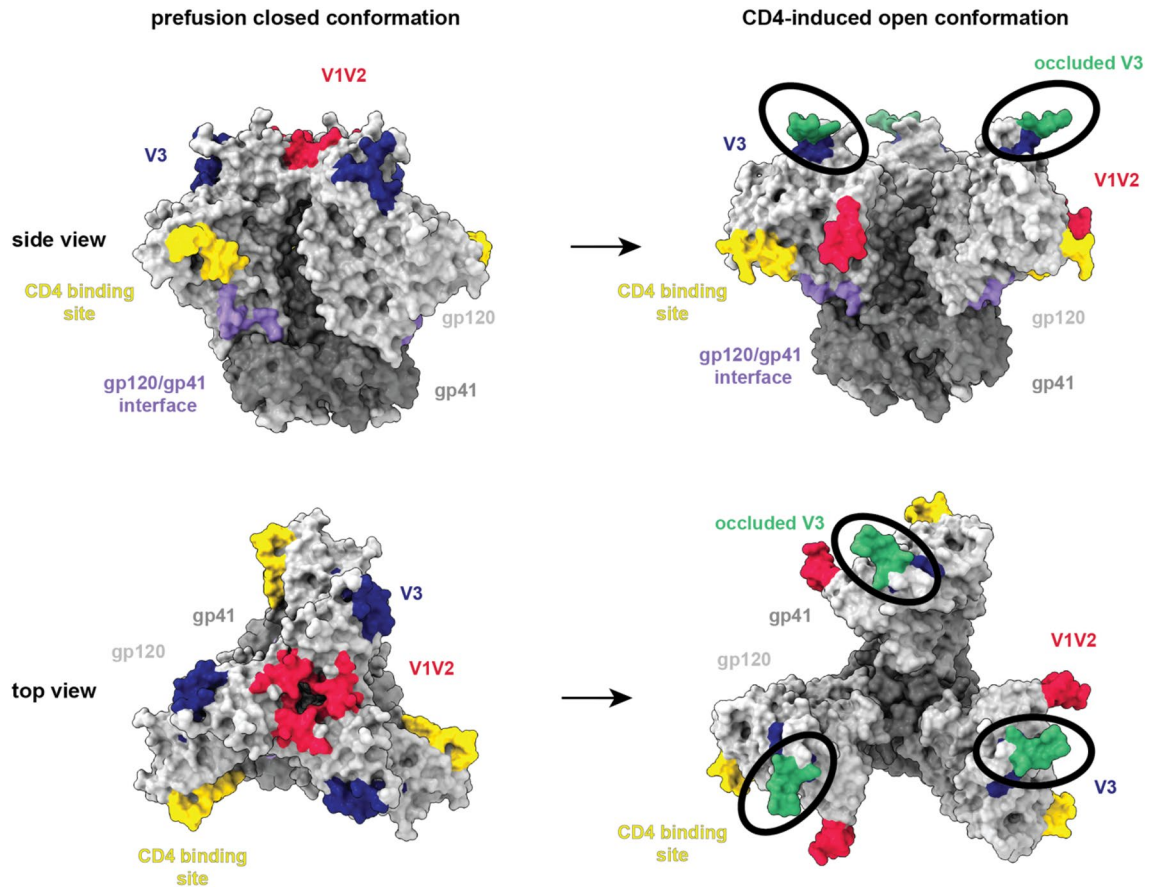 prefusion closed conformation
CD4-induced open conformation
V1V2
occluded V3
V3
V3
V1V2
side view
CD4 binding
site
CD4 binding
site
gp120
gp120
gp120/gp41
interface
gp41
gp120/gp41
interface
gp41
occluded V3
V3
gp41
gp41
gp120
V1V2
V1V2
gp120
top view
V3
CD4 binding
site
CD4 binding
site